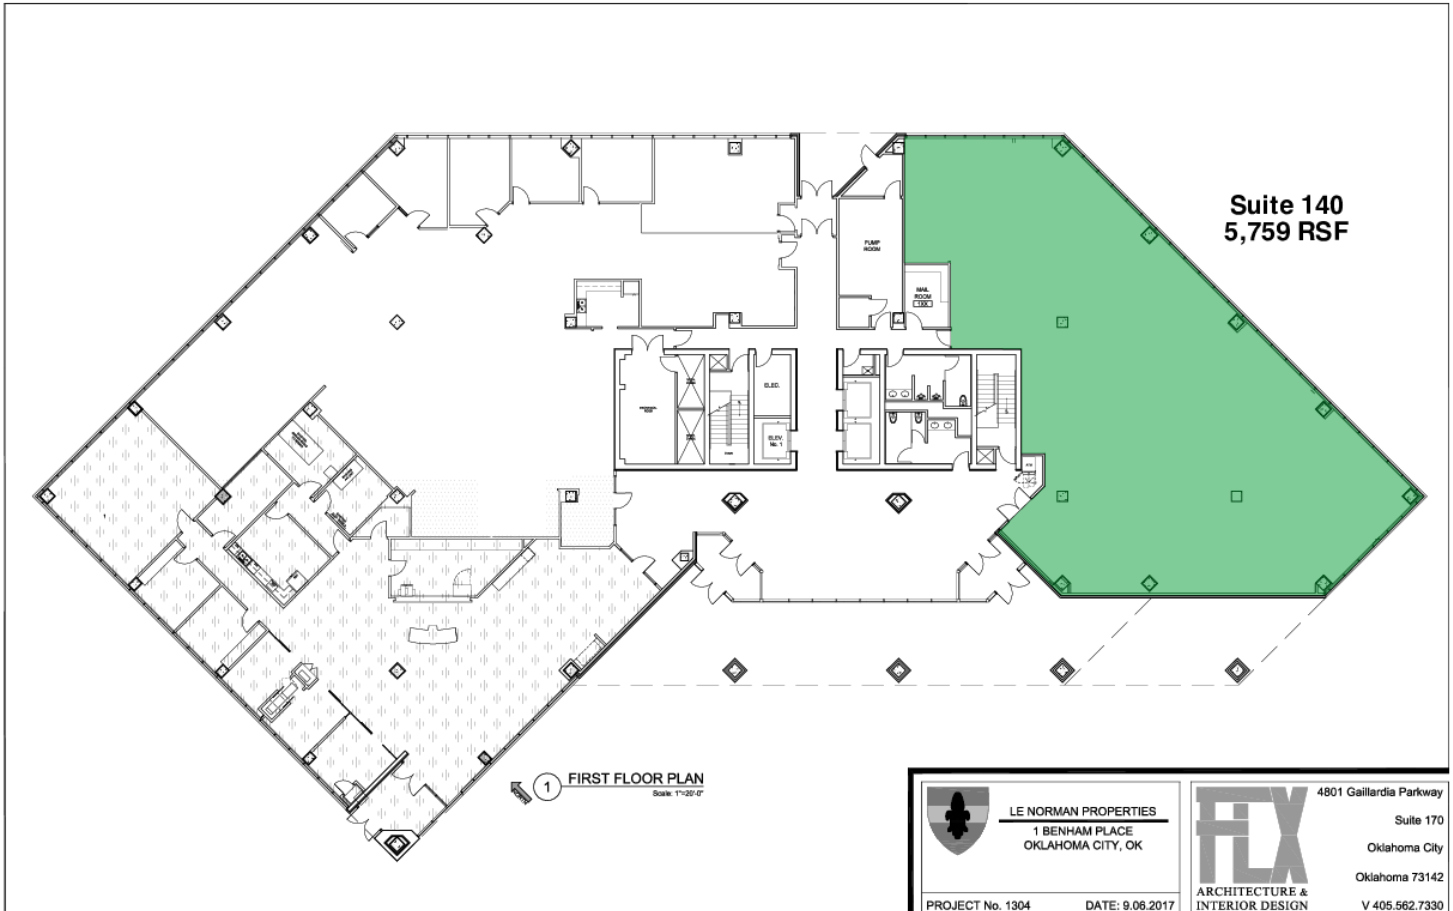 Suite 140
5,759 RSF
PUMP
ROOM
MAIL
ROOM
1XX
ELEC.
ELEV.
No. 1
1
FIRST FLOOR PLAN
Scale: 1"=20'-0"
LE NORMAN PROPERTIES
1 BENHAM PLACE
OKLAHOMA CITY, OK
PROJECT No. 1304 DATE: 9.06.2017
FLX
ARCHITECTURE &
INTERIOR DESIGN
4801 Gaillardia Parkway
Suite 170
Oklahoma City
Oklahoma 73142
V 405.562.7330